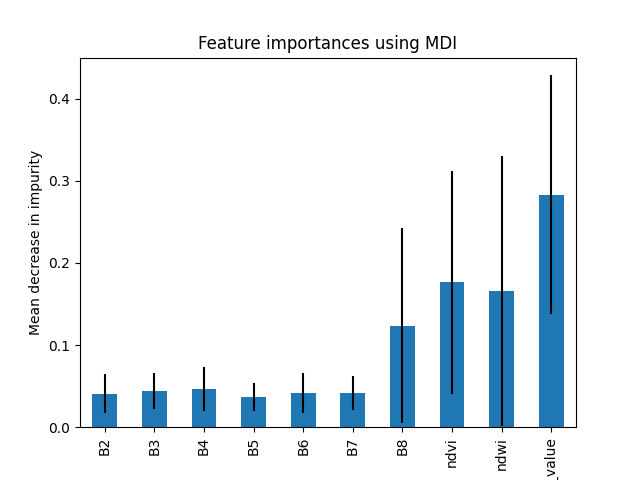 Feature importances using MDI
Mean decrease in impurity
0.4
0.3
0.2
0.1
0.0
B2
B3
B4
B5
B6
B7
B8
ndvi
ndwi
_value